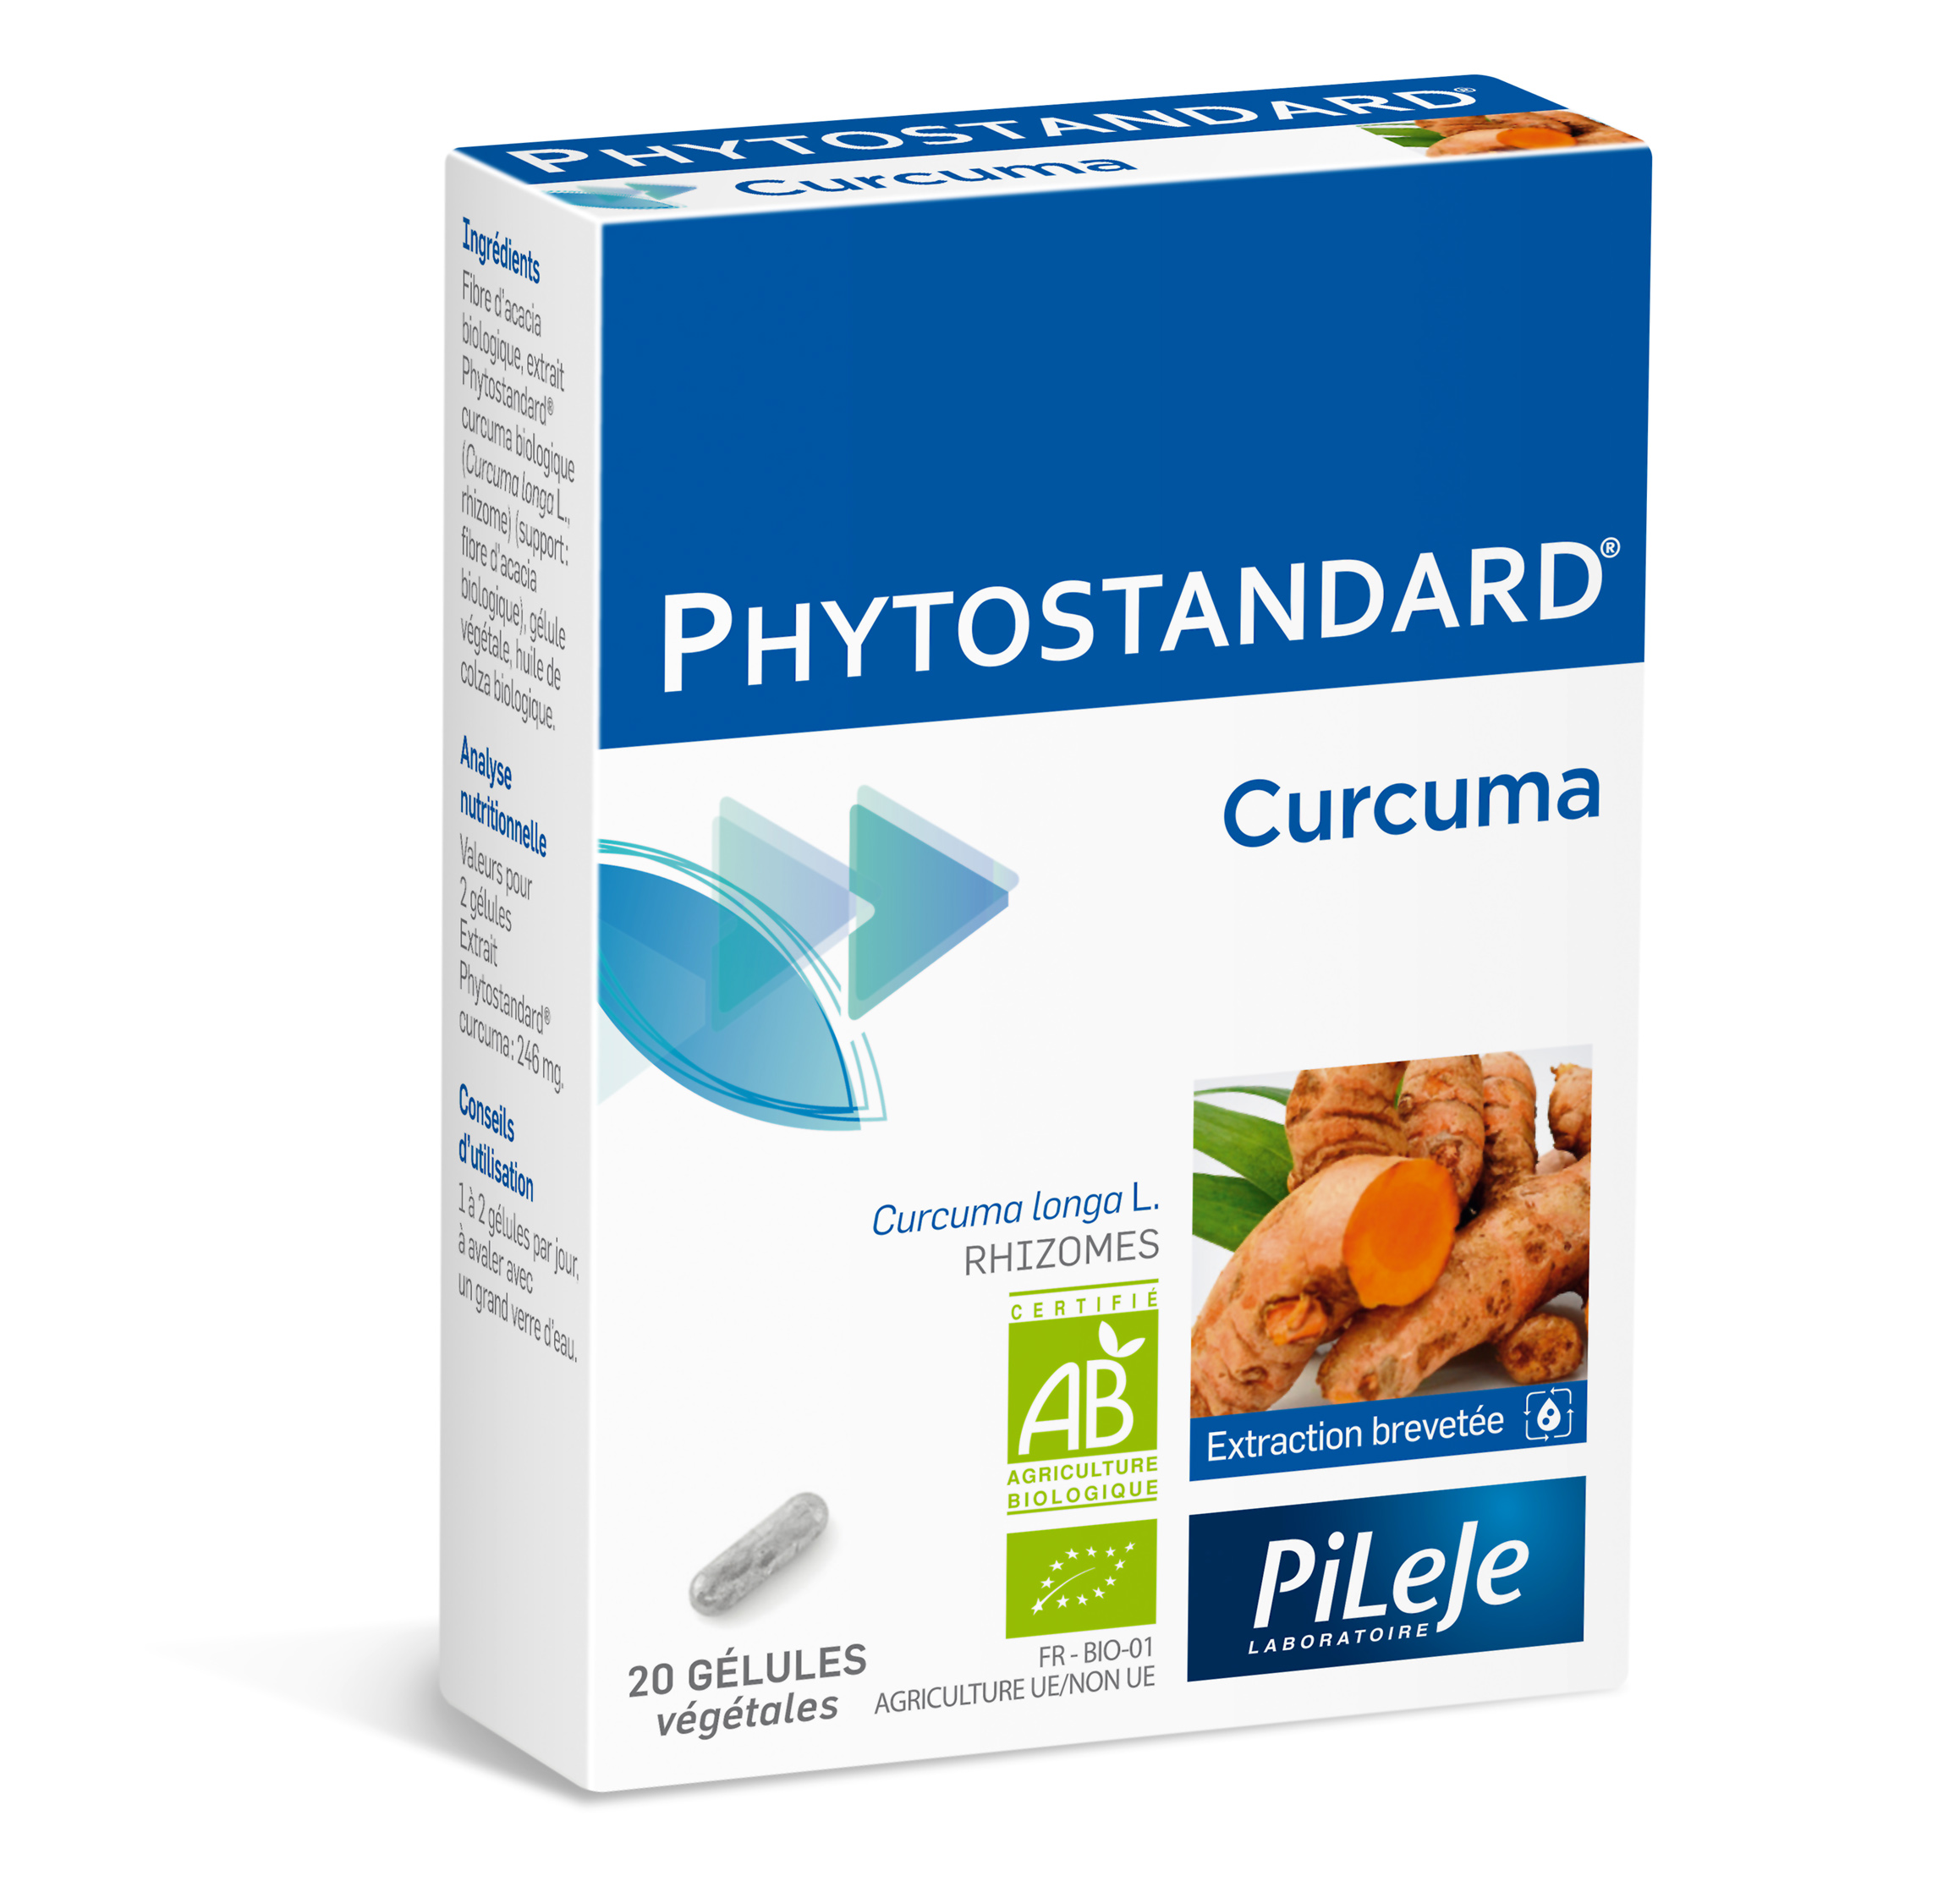 PHYTOSTANDARD®
Curcuma
Ingrédients
Fibre d'acacia
biologique, extrait
Phytostandard®
curcuma biologique
(Curcuma longa L.,
rhizome) (support:
fibre d'acacia
biologique), gélule
végétale, huile de
colza biologique.
Analyse
nutritionnelle
Valeurs pour
2 gélules
Extrait
Phytostandard®
curcuma: 246 mg.
Conseils
d'utilisation
1 à 2 gélules par jour,
à avaler avec
un grand verre d'eau.
PHYTOSTANDARD®
Curcuma
Curcuma longa L.
RHIZOMES
CERTIFIÉ
AB
AGRICULTURE
BIOLOGIQUE
FR - BIO-01
AGRICULTURE UE/NON UE
20 GÉLULES
végétales
Extraction brevetée
PiLeJe
LABORATOIRE